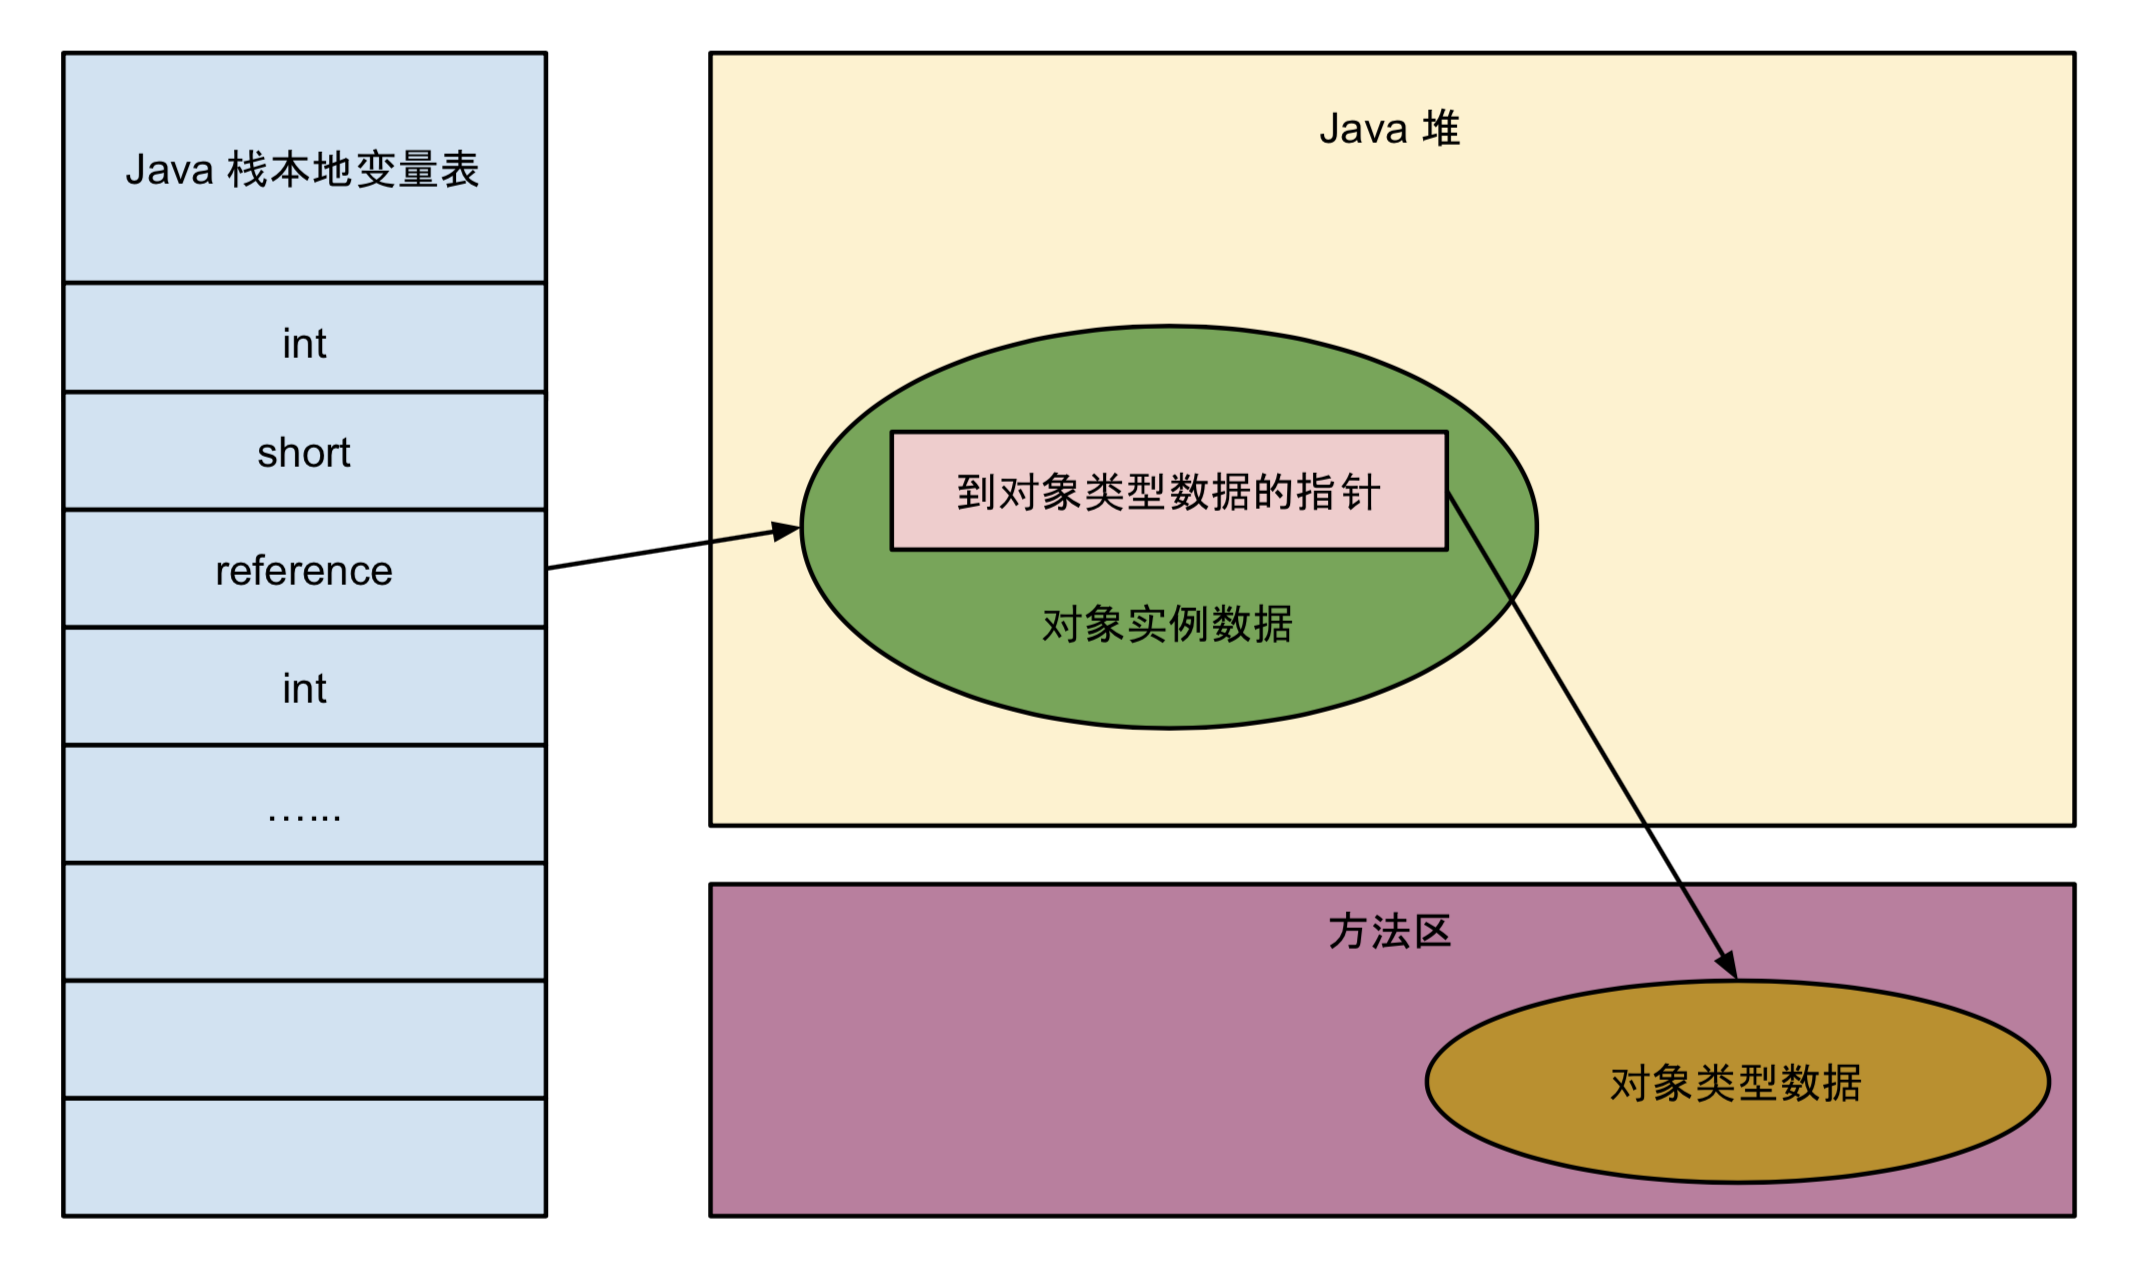 Java 栈本地变量表
int
short
reference
int
…...
Java 堆
到对象类型数据的指针
对象实例数据
方法区
对象类型数据